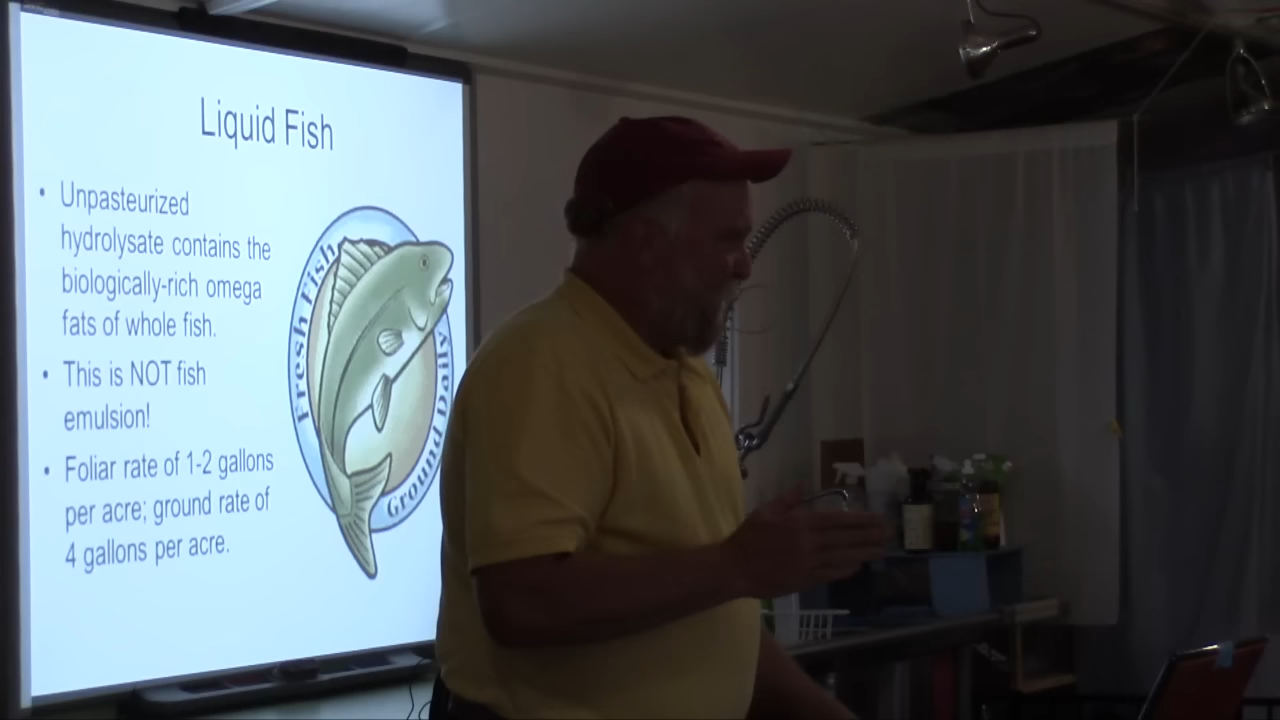 Liquid Fish
• Unpasteurized
hydrolysate contains the
biologically-rich omega
fats of whole fish.
• This is NOT fish
emulsion!
• Foliar rate of 1-2 gallons
per acre; ground rate of
4 gallons per acre.
Fresh Fish
Ground Daily